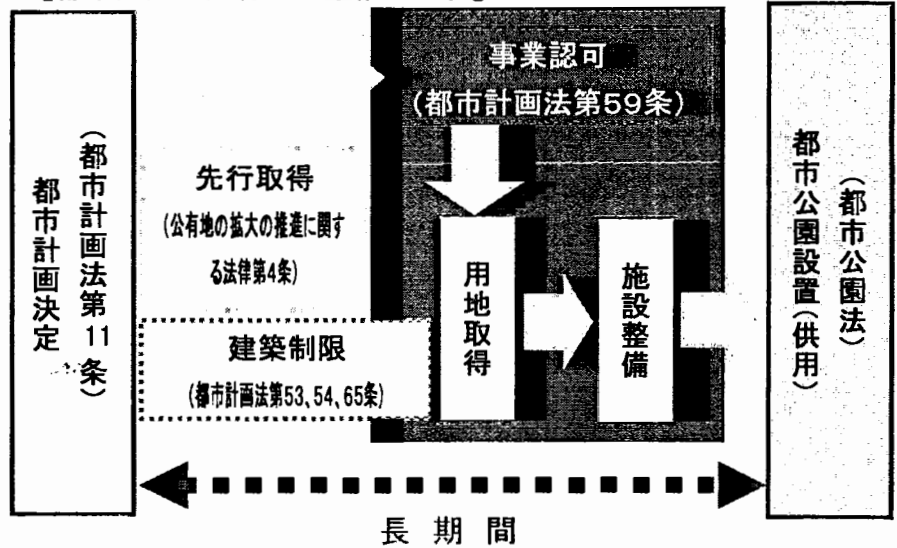 都市計画決定
（都市計画法第11条）
先行取得
（公有地の拡大の推進に関す
る法律第4条）
建築制限
（都市計画法第53、54、65条）
事業認可
（都市計画法第59条）
用地取得
施設整備
都市公園設置（供用）
（都市公園法）
長期間